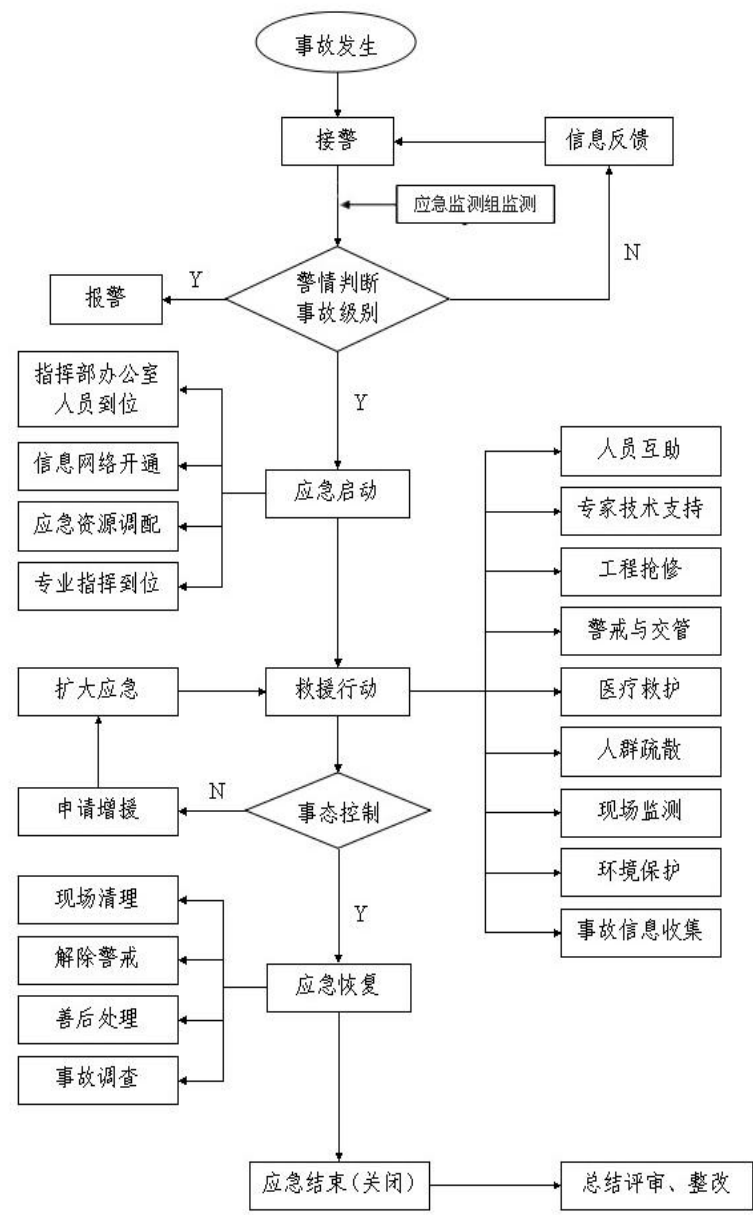 事故发生
接警
信息反馈
应急监测组监测
N
Y
警情判断
事故级别
报警
指挥部办公室
人员到位
Y
信息网络开通
应急启动
应急资源调配
专业指挥到位
人员互助
专家技术支持
工程抢修
警戒与交管
扩大应急
救援行动
医疗救护
人群疏散
申请增援
N
事态控制
现场监测
环境保护
现场清理
Y
事故信息收集
解除警戒
应急恢复
善后处理
事故调查
应急结束(关闭)
总结评审、整改